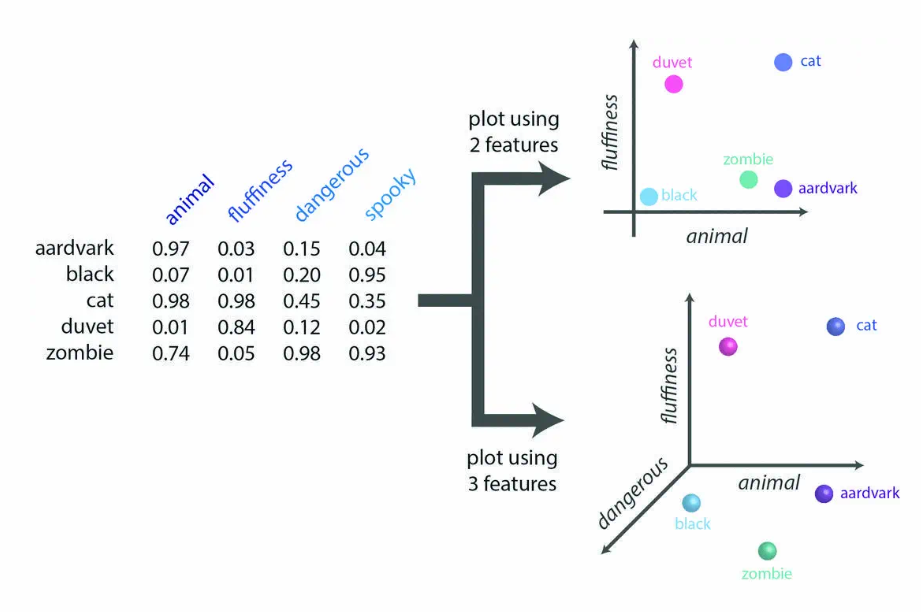 animal fluffiness dangerous spooky
aardvark 0.97 0.03 0.15 0.04
black 0.07 0.01 0.20 0.95
cat 0.98 0.98 0.45 0.35
duvet 0.01 0.84 0.12 0.02
zombie 0.74 0.05 0.98 0.93
plot using
2 features
fluffiness
duvet
cat
zombie
black
aardvark
animal
plot using
3 features
duvet
cat
fluffiness
dangerous
animal
aardvark
black
zombie